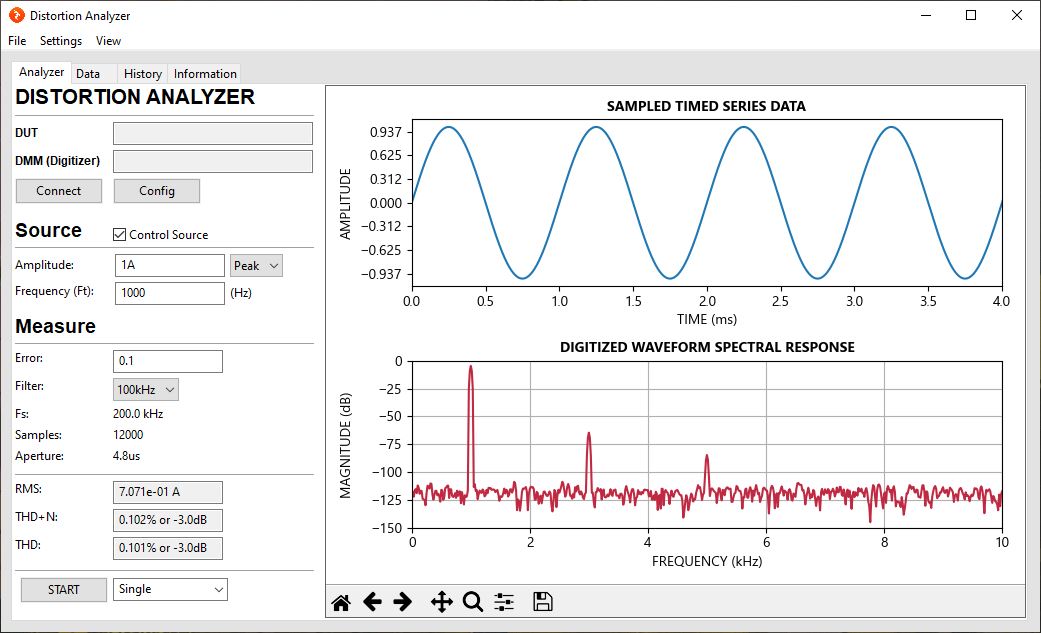 Distortion Analyzer
File Settings View
Analyzer Data History Information
DISTORTION ANALYZER
DUT
DMM (Digitizer)
Connect Config
Source Control Source
Amplitude: 1A Peak
Frequency (Ft): 1000 (Hz)
Measure
Error: 0.1
Filter: 100kHz
Fs: 200.0 kHz
Samples: 12000
Aperture: 4.8us
RMS: 7.071e-01 A
THD+N: 0.102% or -3.0dB
THD: 0.101% or -3.0dB
START Single
SAMPLED TIMED SERIES DATA
AMPLITUDE
0.937
0.625
0.312
0.000
−0.312
−0.625
−0.937
0.0 0.5 1.0 1.5 2.0 2.5 3.0 3.5 4.0
TIME (ms)
DIGITIZED WAVEFORM SPECTRAL RESPONSE
MAGNITUDE (dB)
0
−25
−50
−75
−100
−125
−150
0 2 4 6 8 10
FREQUENCY (kHz)